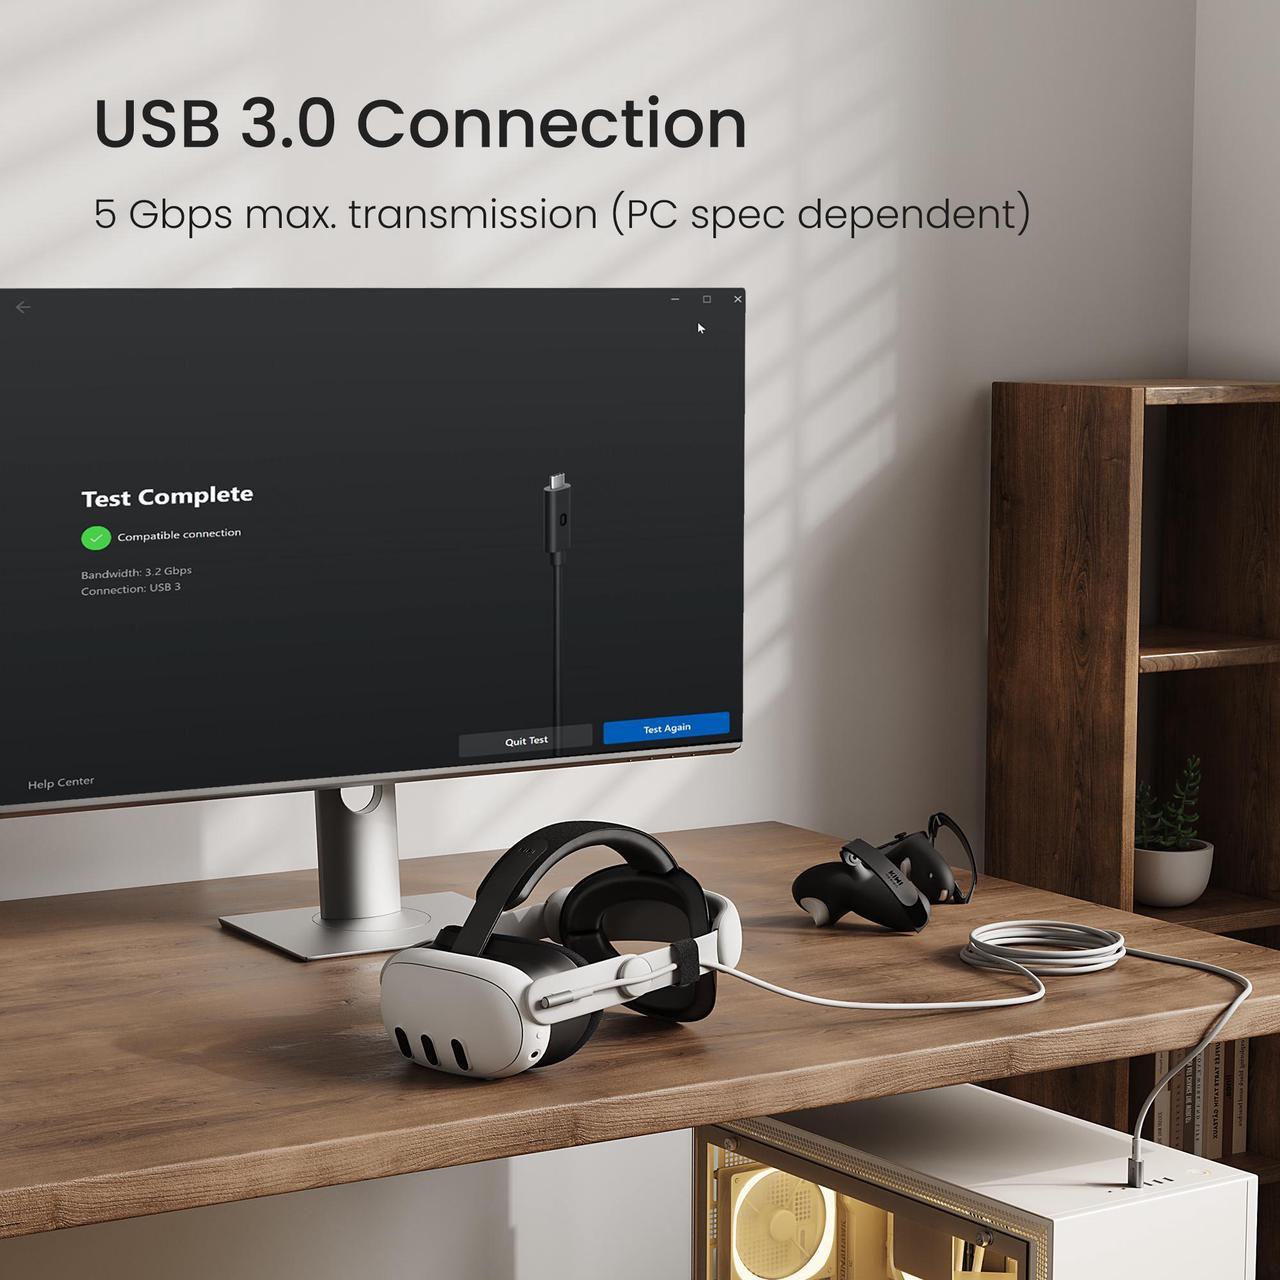 USB 3.0 Connection
5 Gbps max. transmission (PC spec dependent)
Test Complete
Compatible connection
Bandwidth: 3.2 Gbps
Connection: USB 3
Quit Test
Test Again
Help Center
KIWI